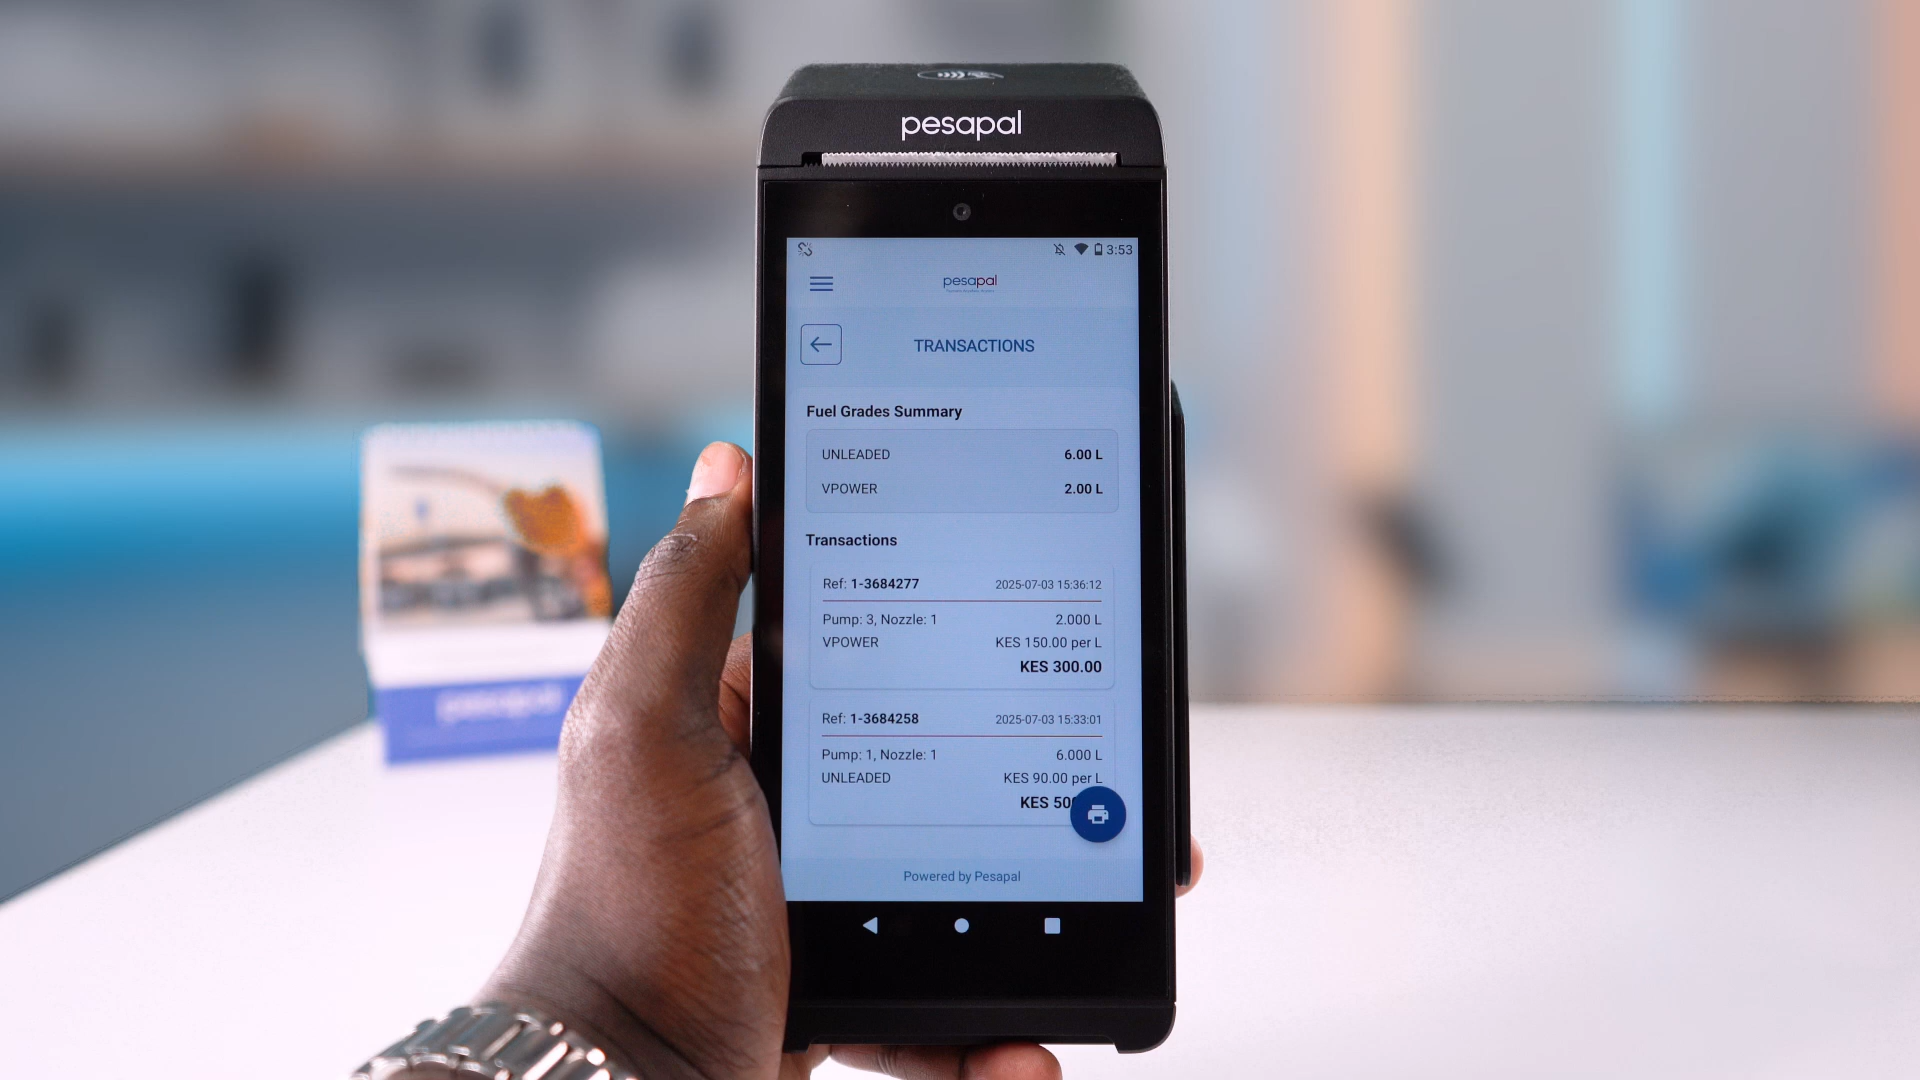 pesapal
3:53
pesapal
TRANSACTIONS
Fuel Grades Summary
UNLEADED 6.00 L
VPOWER 2.00 L
Transactions
Ref: 1-3684277 2025-07-03 15:36:12
Pump: 3, Nozzle: 1 2.000 L
VPOWER KES 150.00 per L
KES 300.00
Ref: 1-3684258 2025-07-03 15:33:01
Pump: 1, Nozzle: 1 6.000 L
UNLEADED KES 90.00 per L
KES 50
Powered by Pesapal
pesapal